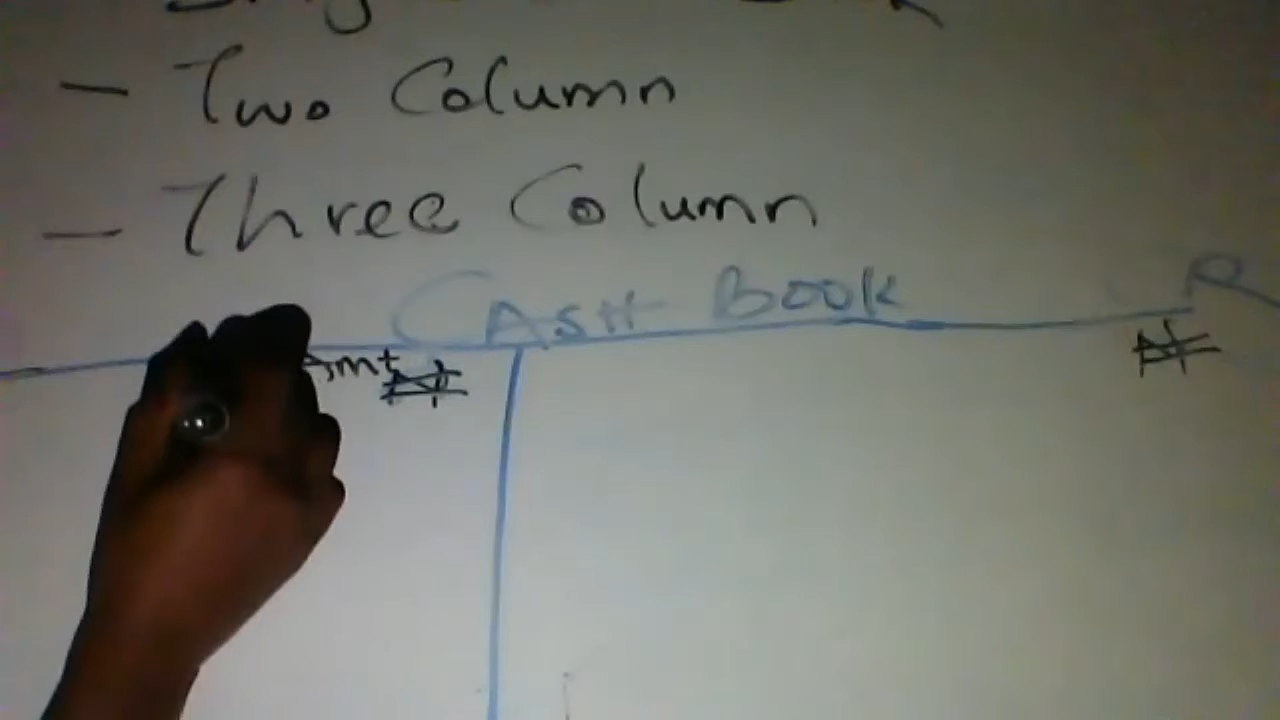 - Two Column
- Three Column
CASH BOOK
Amt ₦ ₦